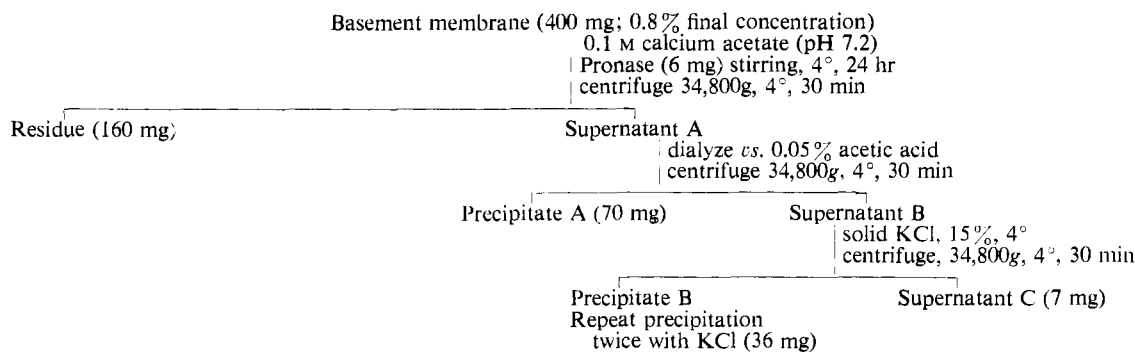 Basement membrane (400 mg; 0.8% final concentration)
0.1 M calcium acetate (pH 7.2)
Pronase (6 mg) stirring, 4°, 24 hr
centrifuge 34,800g, 4°, 30 min
Residue (160 mg)
Supernatant A
dialyze vs. 0.05% acetic acid
centrifuge 34,800g, 4°, 30 min
Precipitate A (70 mg)
Supernatant B
solid KCl, 15%, 4°
centrifuge, 34,800g, 4°, 30 min
Precipitate B
Supernatant C (7 mg)
Repeat precipitation
twice with KCl (36 mg)